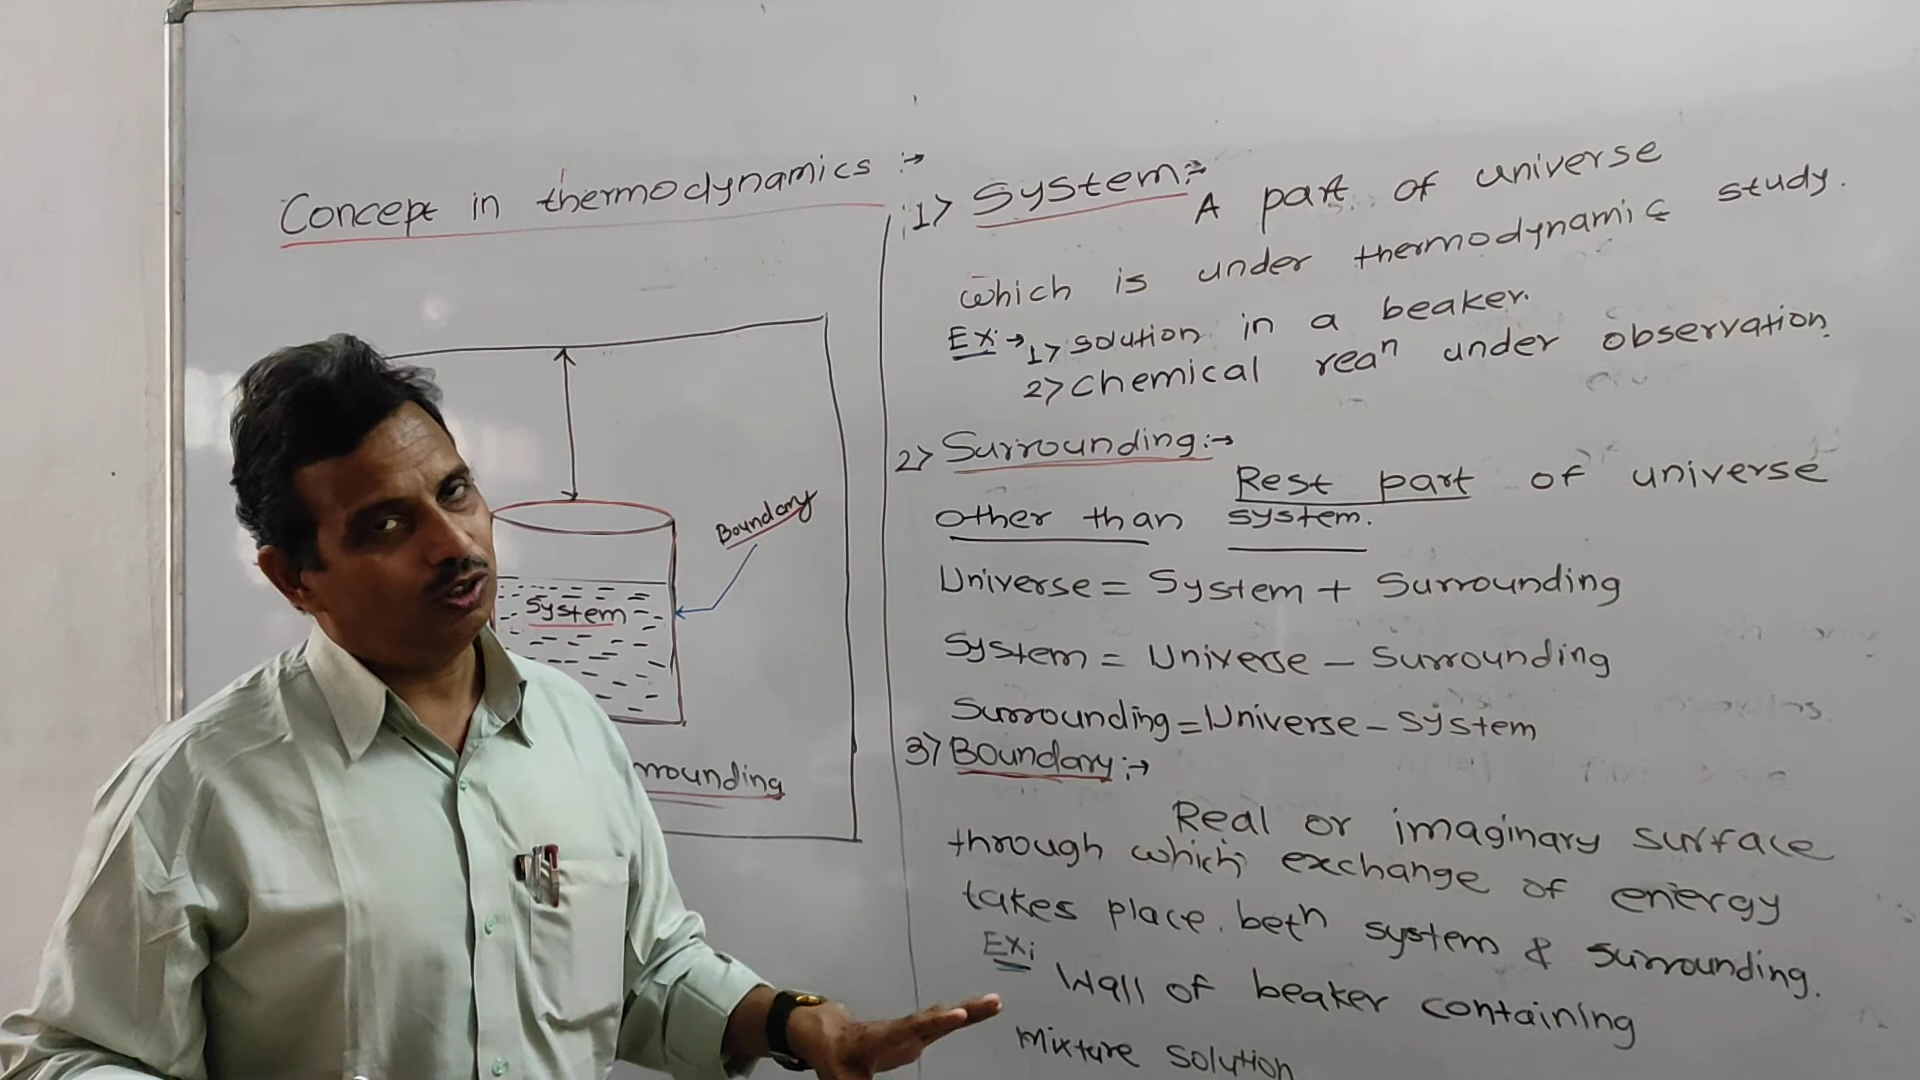 Concept in thermodynamics :→
Boundary
System
rrounding
1> System:-
A part of universe
which is under thermodynamic study.
Ex:→ 1> solution in a beaker.
2> chemical reaⁿ under observation.
2> Surrounding:→
Rest part of universe
other than system.
Universe = System + Surrounding
System = Universe – Surrounding
Surrounding = Universe – System
3> Boundary:→
Real or imaginary surface
through which exchange of energy
takes place. betⁿ system & surrounding.
Ex:
Wall of beaker containing
mixture solution